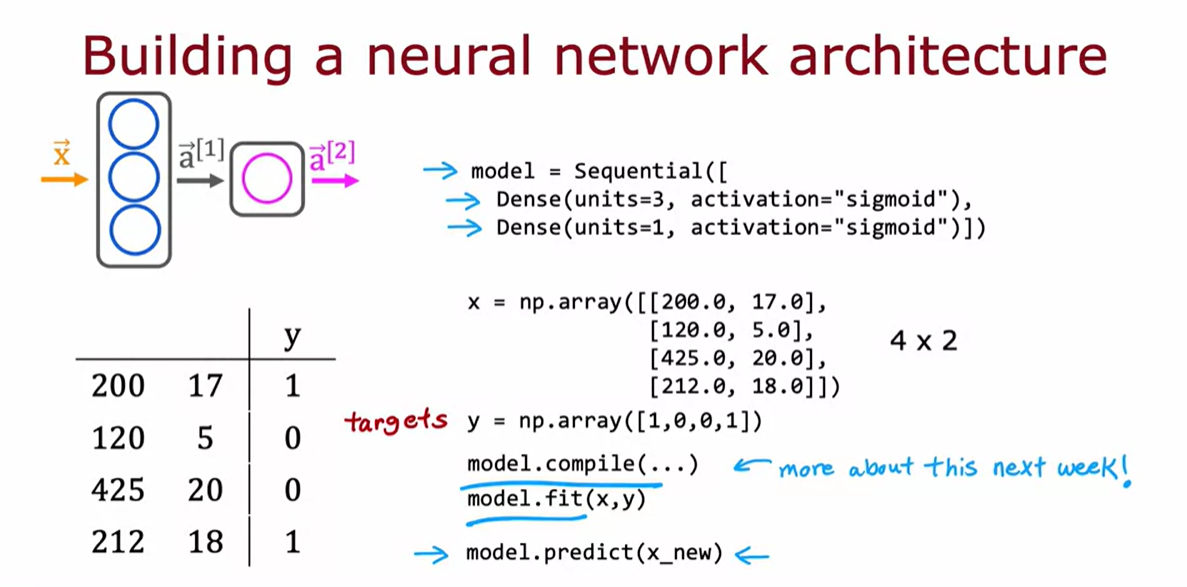 Building a neural network architecture
x⃗
a⃗[1]
a⃗[2]
model = Sequential([
Dense(units=3, activation="sigmoid"),
Dense(units=1, activation="sigmoid")])
y
200 17 1
120 5 0
425 20 0
212 18 1
x = np.array([[200.0, 17.0],
[120.0, 5.0],
[425.0, 20.0],
[212.0, 18.0]])
4 x 2
targets y = np.array([1,0,0,1])
model.compile(...) ← more about this next week!
model.fit(x,y)
→ model.predict(x_new) ←